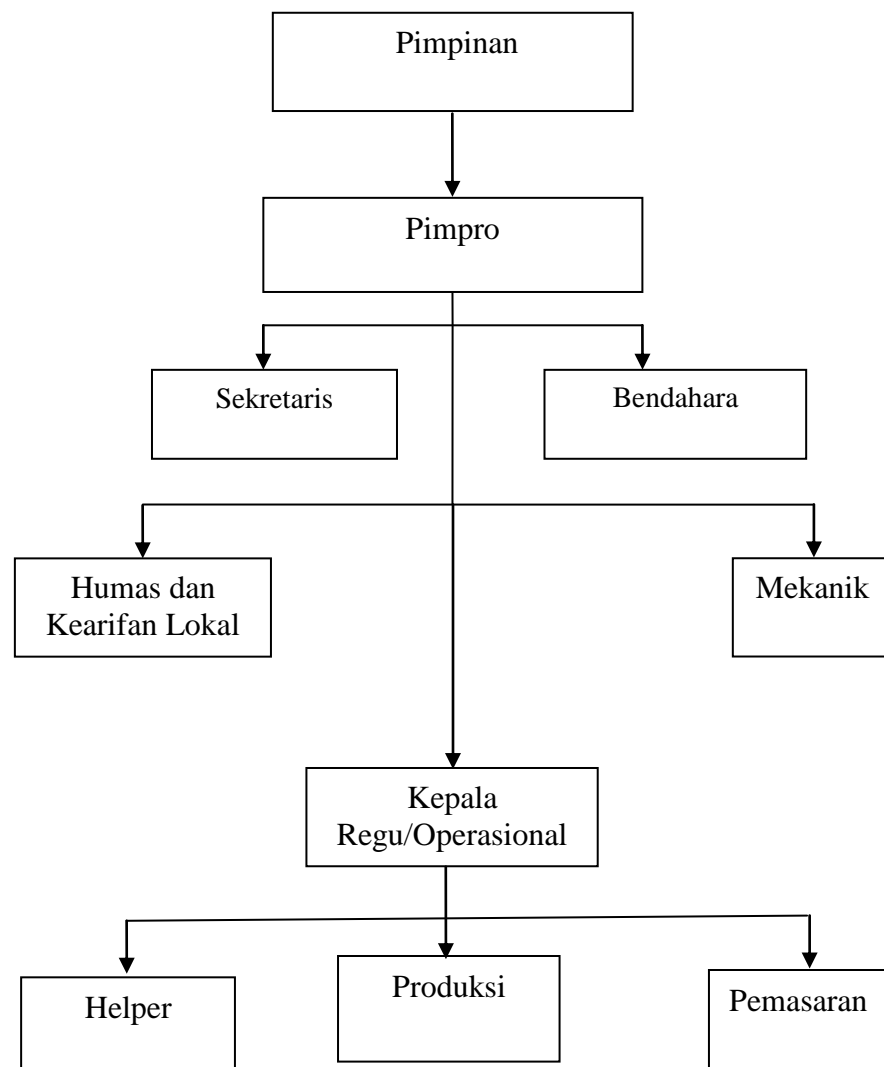 Pimpinan
Pimpro
Sekretaris
Bendahara
Humas dan
Kearifan Lokal
Mekanik
Kepala
Regu/Operasional
Helper
Produksi
Pemasaran